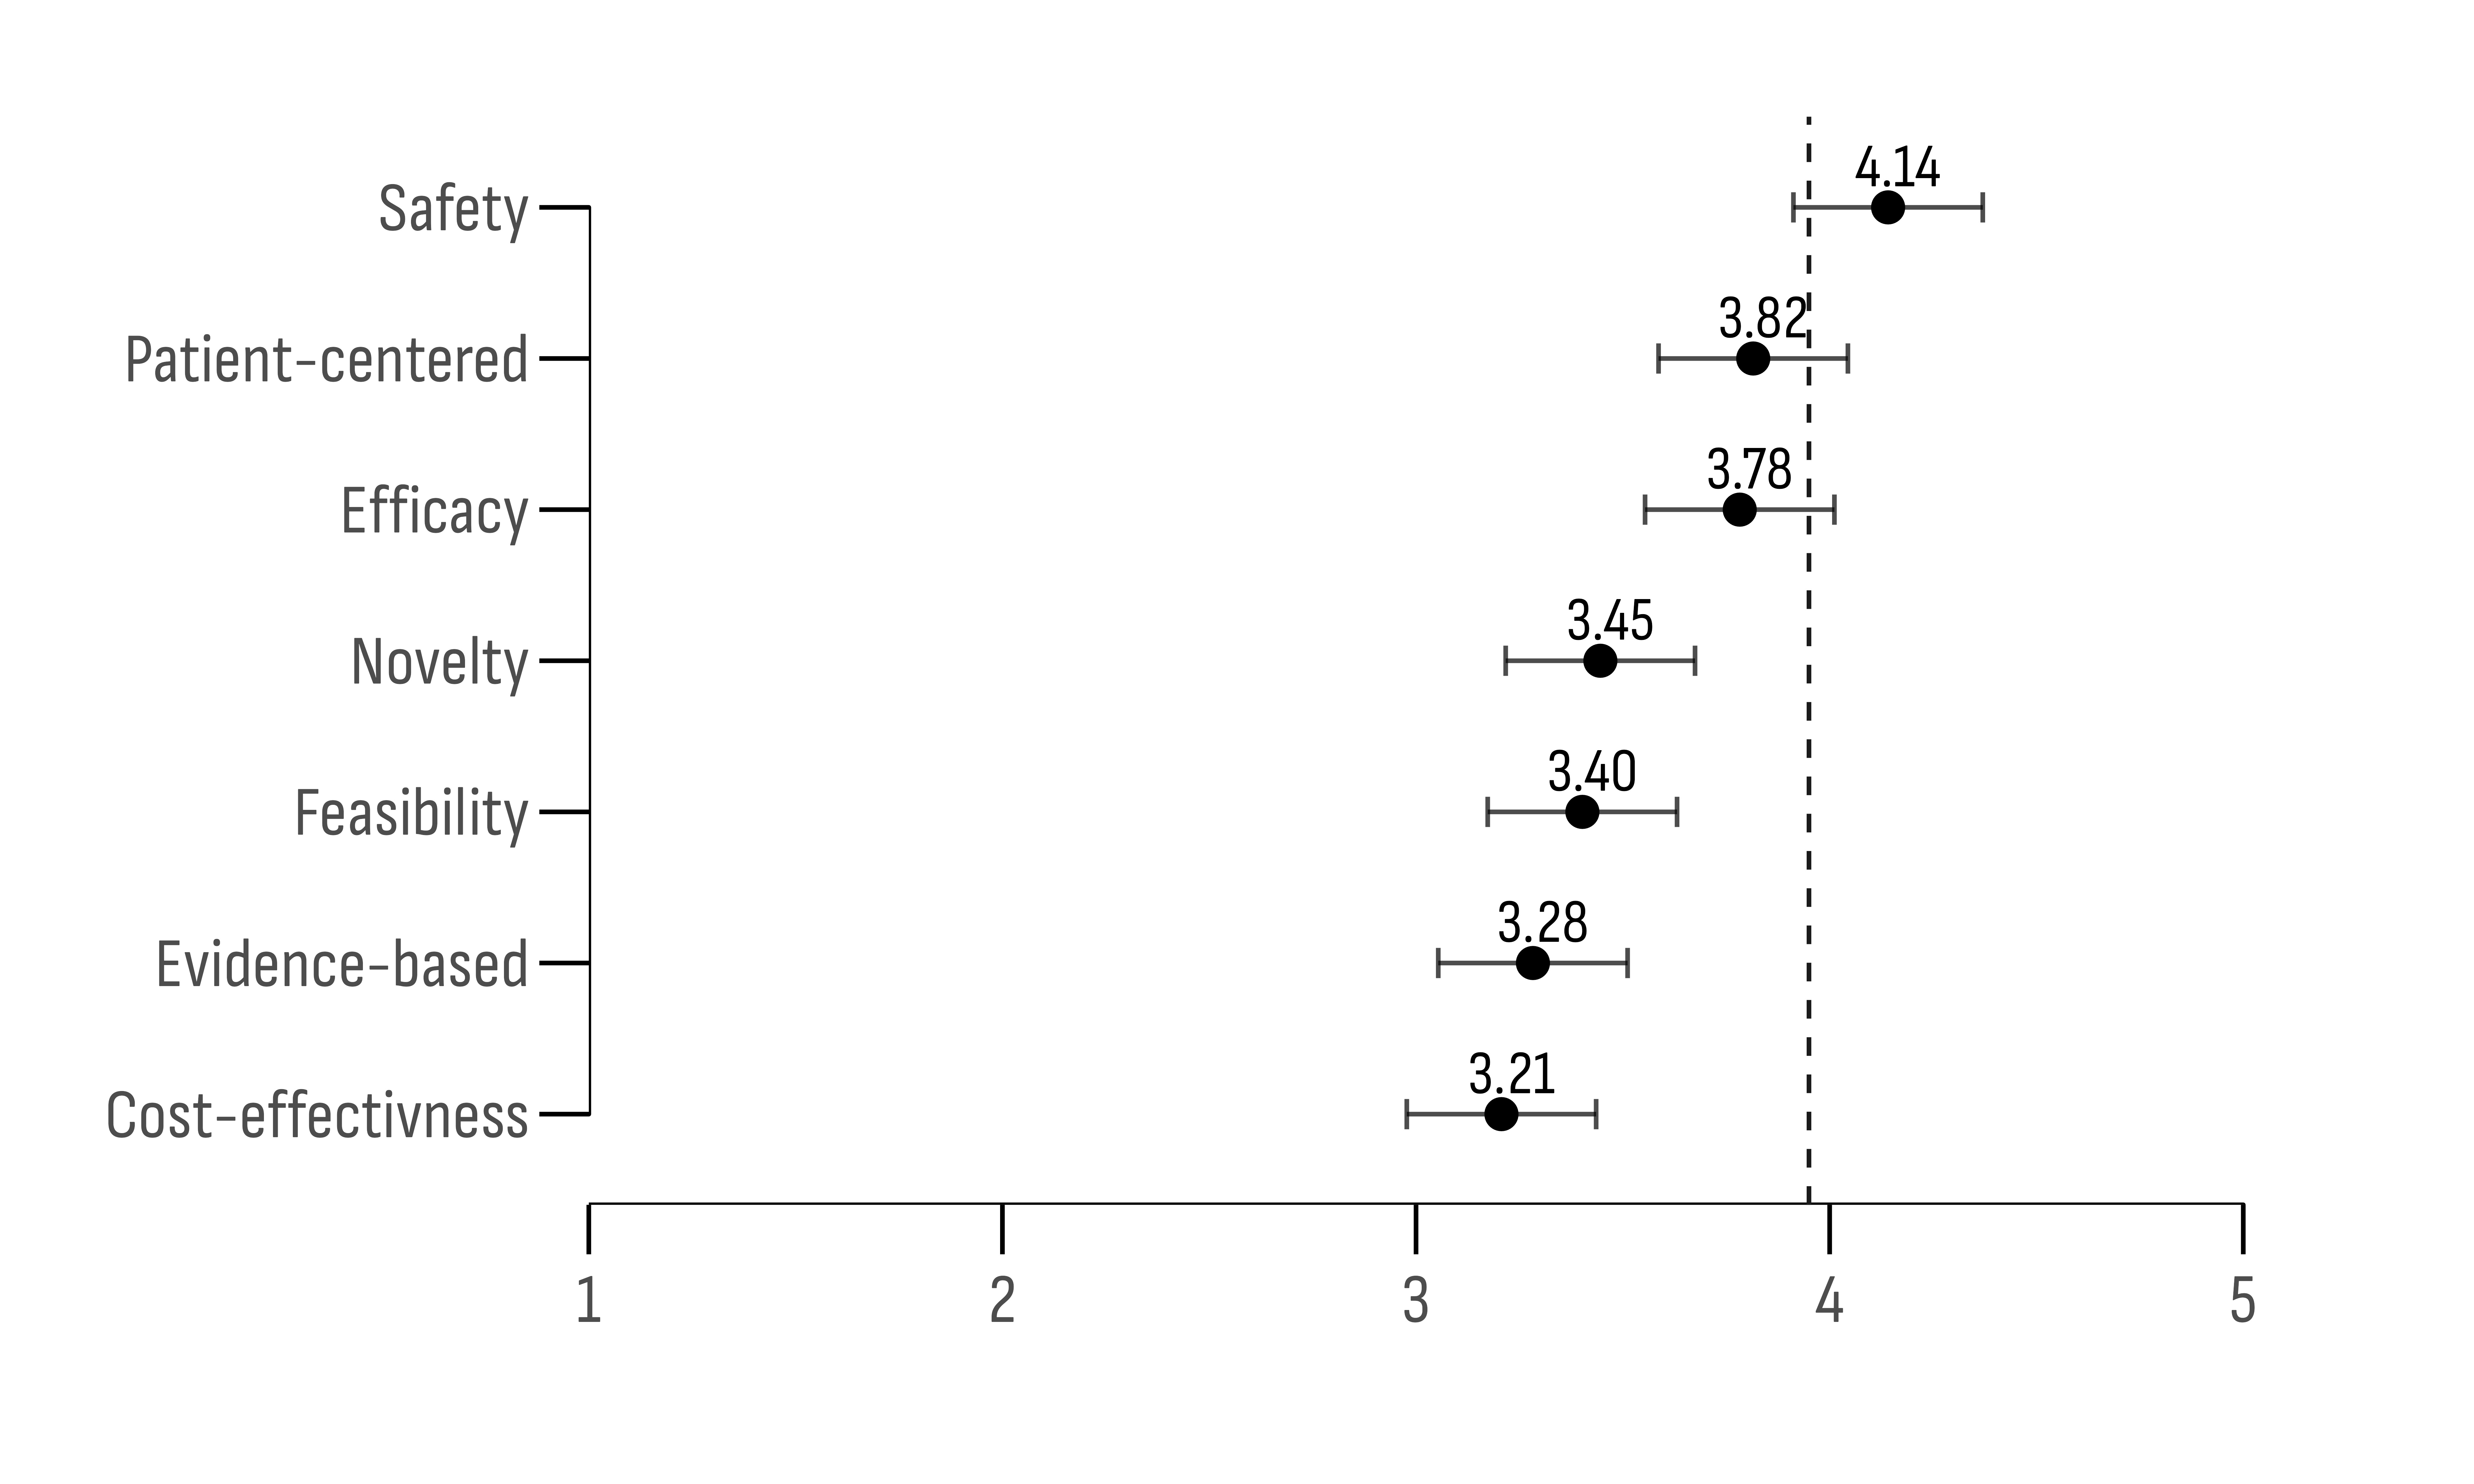 4.14
Safety
3.82
Patient-centered
3.78
Efficacy
3.45
Novelty
3.40
Feasibility
3.28
Evidence-based
3.21
Cost-effectivness
1 2 3 4 5